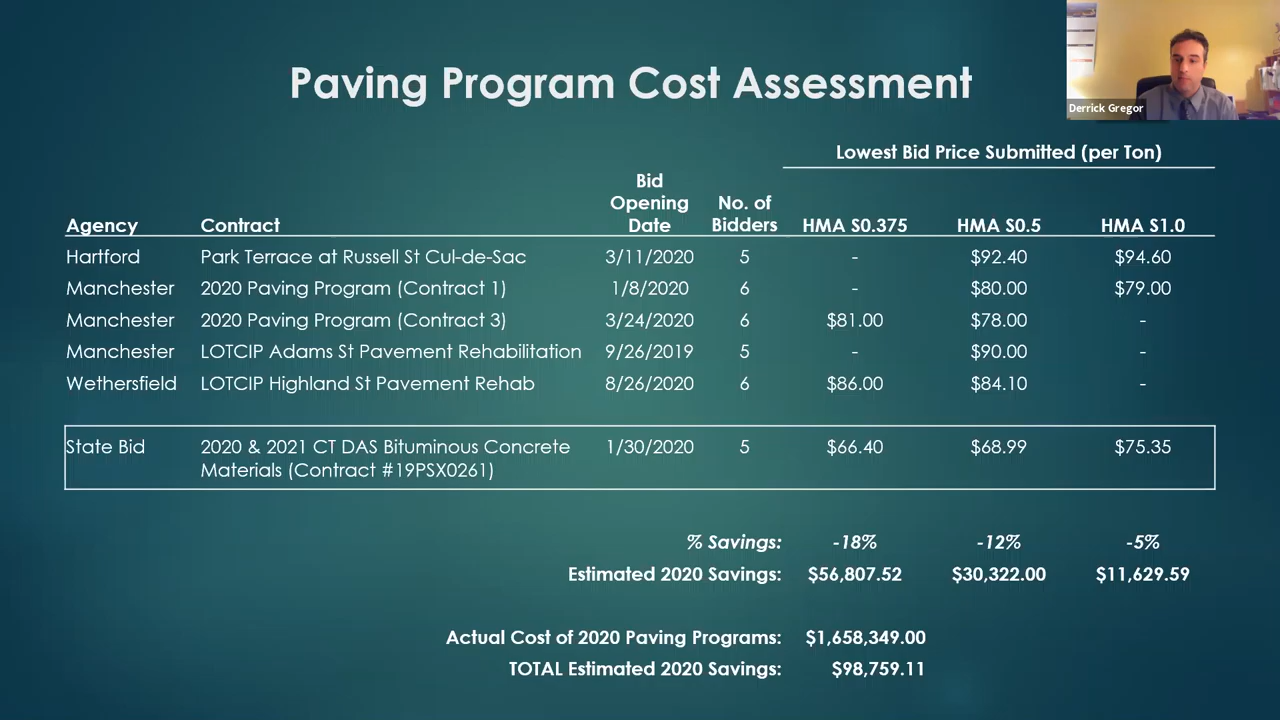 Paving Program Cost Assessment
Derrick Gregor
Lowest Bid Price Submitted (per Ton)
Agency Contract Bid Opening Date No. of Bidders HMA S0.375 HMA S0.5 HMA S1.0
Hartford Park Terrace at Russell St Cul-de-Sac 3/11/2020 5 - $92.40 $94.60
Manchester 2020 Paving Program (Contract 1) 1/8/2020 6 - $80.00 $79.00
Manchester 2020 Paving Program (Contract 3) 3/24/2020 6 $81.00 $78.00 -
Manchester LOTCIP Adams St Pavement Rehabilitation 9/26/2019 5 - $90.00 -
Wethersfield LOTCIP Highland St Pavement Rehab 8/26/2020 6 $86.00 $84.10 -
State Bid 2020 & 2021 CT DAS Bituminous Concrete 1/30/2020 5 $66.40 $68.99 $75.35
Materials (Contract #19PSX0261)
% Savings: -18% -12% -5%
Estimated 2020 Savings: $56,807.52 $30,322.00 $11,629.59
Actual Cost of 2020 Paving Programs: $1,658,349.00
TOTAL Estimated 2020 Savings: $98,759.11